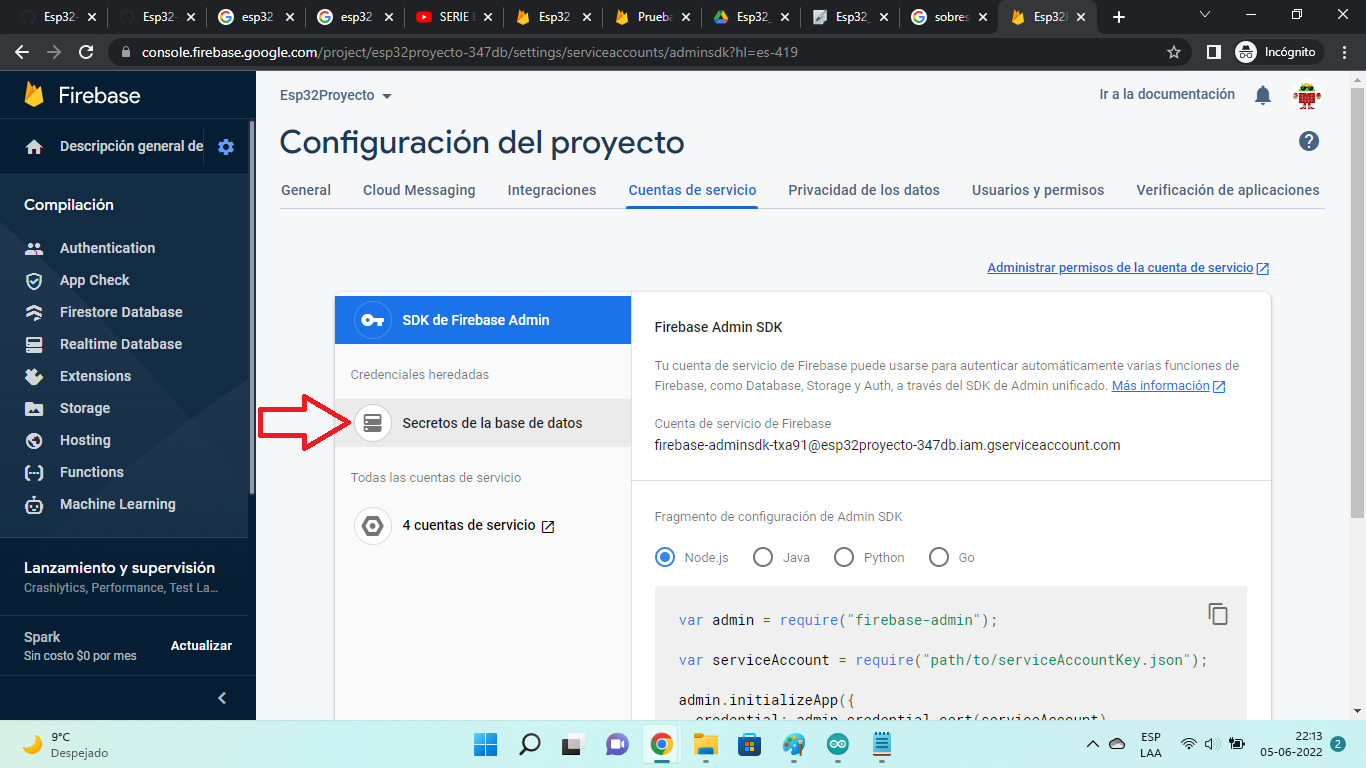 Esp32-
Esp32-
esp32
esp32
SERIE
Esp32
Prueba
Esp32_
Esp32_
sobres
Esp32
console.firebase.google.com/project/esp32proyecto-347db/settings/serviceaccounts/adminsdk?hl=es-419
Incógnito
Firebase
Descripción general de
Compilación
Authentication
App Check
Firestore Database
Realtime Database
Extensions
Storage
Hosting
Functions
Machine Learning
Lanzamiento y supervisión
Crashlytics, Performance, Test La...
Spark
Sin costo $0 por mes
Actualizar
Esp32Proyecto
Ir a la documentación
Configuración del proyecto
General Cloud Messaging Integraciones Cuentas de servicio Privacidad de los datos Usuarios y permisos Verificación de aplicaciones
Administrar permisos de la cuenta de servicio
SDK de Firebase Admin
Credenciales heredadas
Secretos de la base de datos
Todas las cuentas de servicio
4 cuentas de servicio
Firebase Admin SDK
Tu cuenta de servicio de Firebase puede usarse para autenticar automáticamente varias funciones de
Firebase, como Database, Storage y Auth, a través del SDK de Admin unificado. Más información
Cuenta de servicio de Firebase
firebase-adminsdk-txa91@esp32proyecto-347db.iam.gserviceaccount.com
Fragmento de configuración de Admin SDK
Node.js Java Python Go
var admin = require("firebase-admin");
var serviceAccount = require("path/to/serviceAccountKey.json");
admin.initializeApp({
credential: admin.credential.cert(serviceAccount)
9°C
Despejado
ESP
LAA
22:13
05-06-2022
2